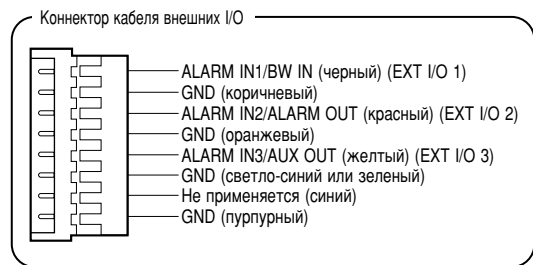 Коннектор кабеля внешних I/O
ALARM IN1/BW IN (черный) (EXT I/O 1)
GND (коричневый)
ALARM IN2/ALARM OUT (красный) (EXT I/O 2)
GND (оранжевый)
ALARM IN3/AUX OUT (желтый) (EXT I/O 3)
GND (светло-синий или зеленый)
Не применяется (синий)
GND (пурпурный)